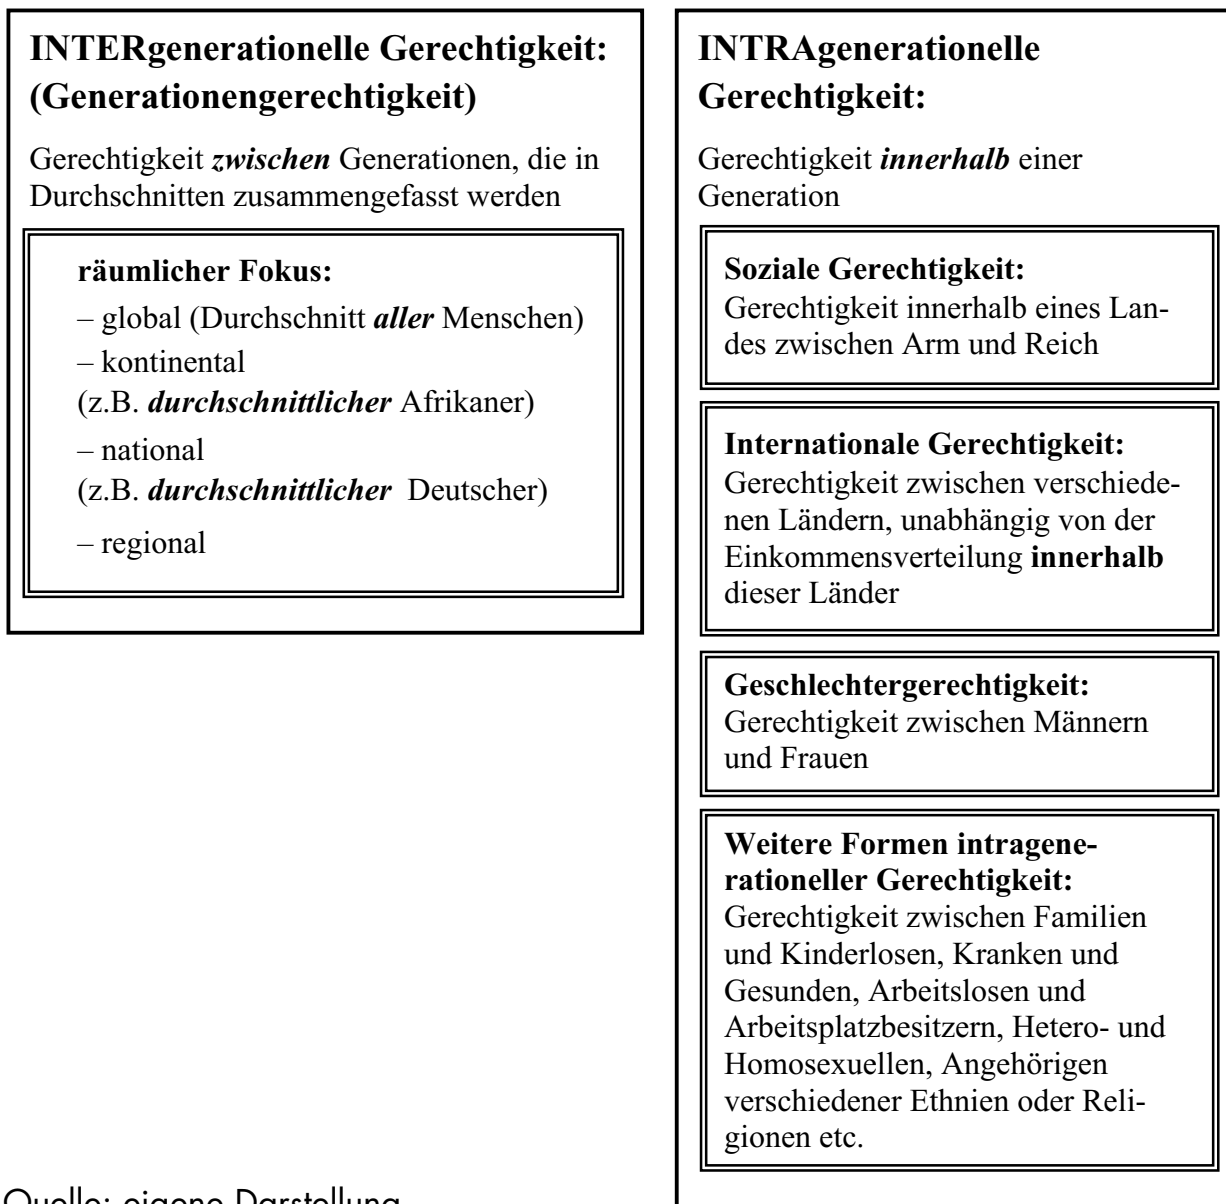 INTERgenerationelle Gerechtigkeit:
(Generationengerechtigkeit)
Gerechtigkeit zwischen Generationen, die in
Durchschnitten zusammengefasst werden
räumlicher Fokus:
– global (Durchschnitt aller Menschen)
– kontinental
(z.B. durchschnittlicher Afrikaner)
– national
(z.B. durchschnittlicher Deutscher)
– regional
INTRAgenerationelle
Gerechtigkeit:
Gerechtigkeit innerhalb einer
Generation
Soziale Gerechtigkeit:
Gerechtigkeit innerhalb eines Lan-
des zwischen Arm und Reich
Internationale Gerechtigkeit:
Gerechtigkeit zwischen verschiede-
nen Ländern, unabhängig von der
Einkommensverteilung innerhalb
dieser Länder
Geschlechtergerechtigkeit:
Gerechtigkeit zwischen Männern
und Frauen
Weitere Formen intragene-
rationeller Gerechtigkeit:
Gerechtigkeit zwischen Familien
und Kinderlosen, Kranken und
Gesunden, Arbeitslosen und
Arbeitsplatzbesitzern, Hetero- und
Homosexuellen, Angehörigen
verschiedener Ethnien oder Reli-
gionen etc.
Quelle: eigene Darstellung